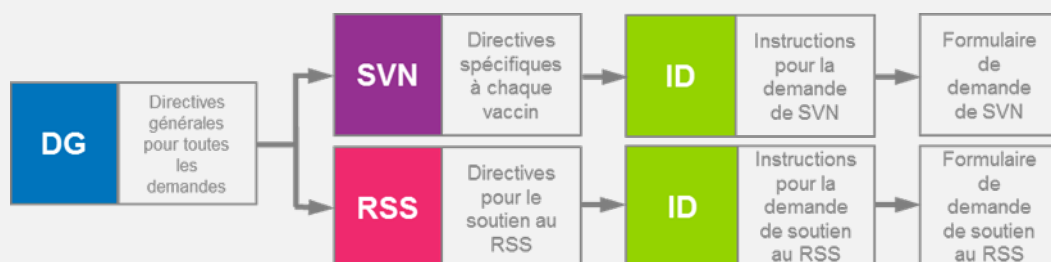 DG
Directives
générales
pour toutes
les
demandes
SVN
Directives
spécifiques
à chaque
vaccin
ID
Instructions
pour la
demande
de SVN
Formulaire
de
demande
de SVN
RSS
Directives
pour le
soutien au
RSS
ID
Instructions
pour la
demande
de soutien
au RSS
Formulaire
de
demande
de soutien
au RSS